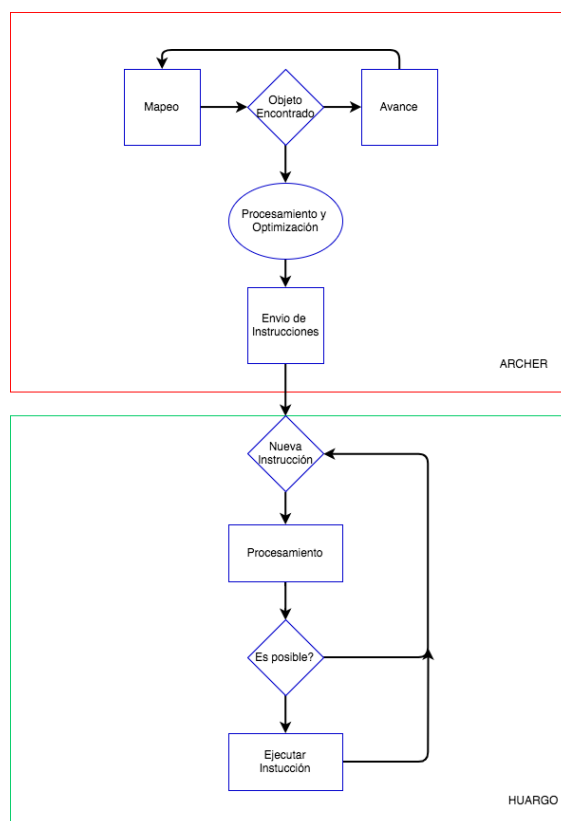 Mapeo
Objeto
Encontrado
Avance
Procesamiento y
Optimización
Envio de
Instrucciones
ARCHER
Nueva
Instrucción
Procesamiento
Es posible?
Ejecutar
Instucción
HUARGO